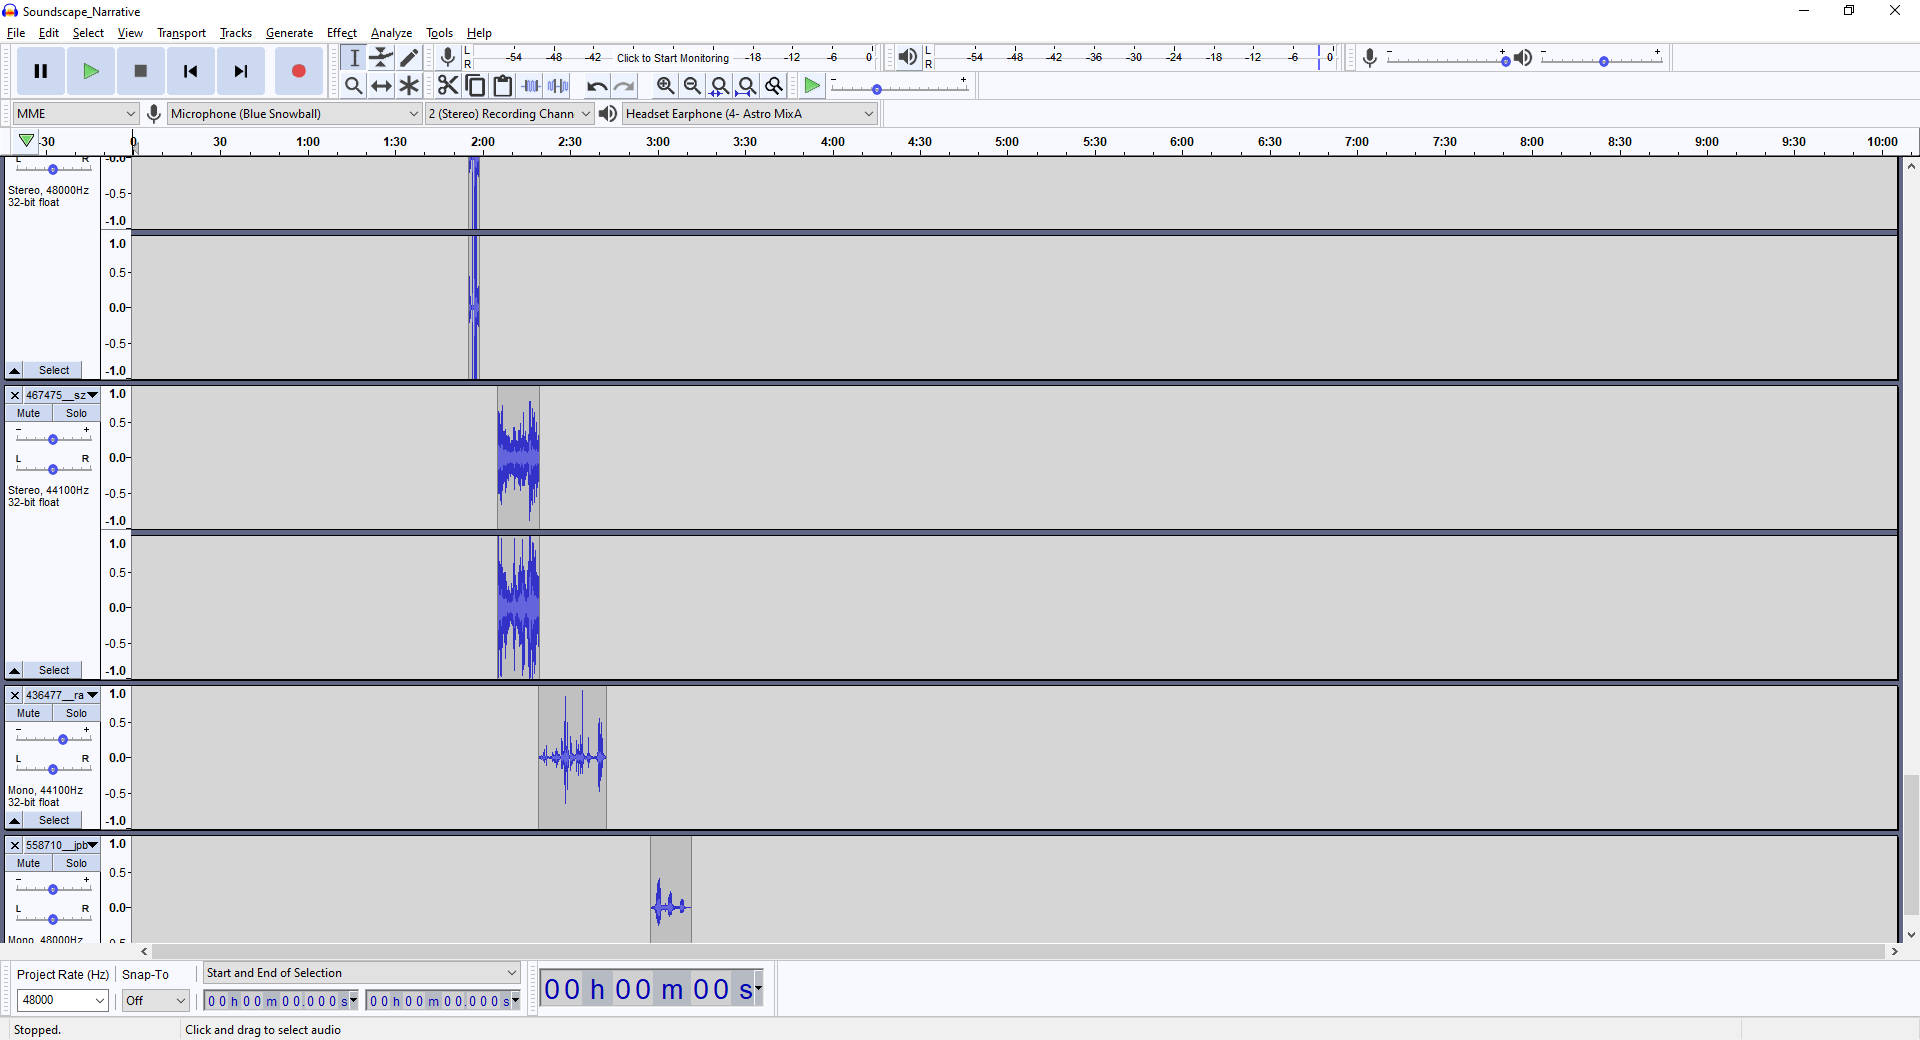 Soundscape_Narrative
File Edit Select View Transport Tracks Generate Effect Analyze Tools Help
L -54 -48 -42 Click to Start Monitoring -18 -12 -6 0 L -54 -48 -42 -36 -30 -24 -18 -12 -6 0 - + - +
R R
- +
MME Microphone (Blue Snowball) 2 (Stereo) Recording Chann Headset Earphone (4- Astro MixA
-30 0 30 1:00 1:30 2:00 2:30 3:00 3:30 4:00 4:30 5:00 5:30 6:00 6:30 7:00 7:30 8:00 8:30 9:00 9:30 10:00
L R -0.0
Stereo, 48000Hz -0.5
32-bit float
-1.0
1.0
0.5
0.0
-0.5
Select -1.0
X 467475__sz 1.0
Mute Solo
- + 0.5
L R 0.0
Stereo, 44100Hz -0.5
32-bit float
-1.0
1.0
0.5
0.0
-0.5
Select -1.0
X 436477__ra 1.0
Mute Solo
- + 0.5
L R 0.0
Mono, 44100Hz -0.5
32-bit float
Select -1.0
X 558710__jpb 1.0
Mute Solo
- + 0.5
L R 0.0
Mono, 48000Hz -0.5
Project Rate (Hz) Snap-To Start and End of Selection
48000 Off 00 h 00 m 00.000 s 00 h 00 m 00.000 s 00 h 00 m 00 s
Stopped. Click and drag to select audio